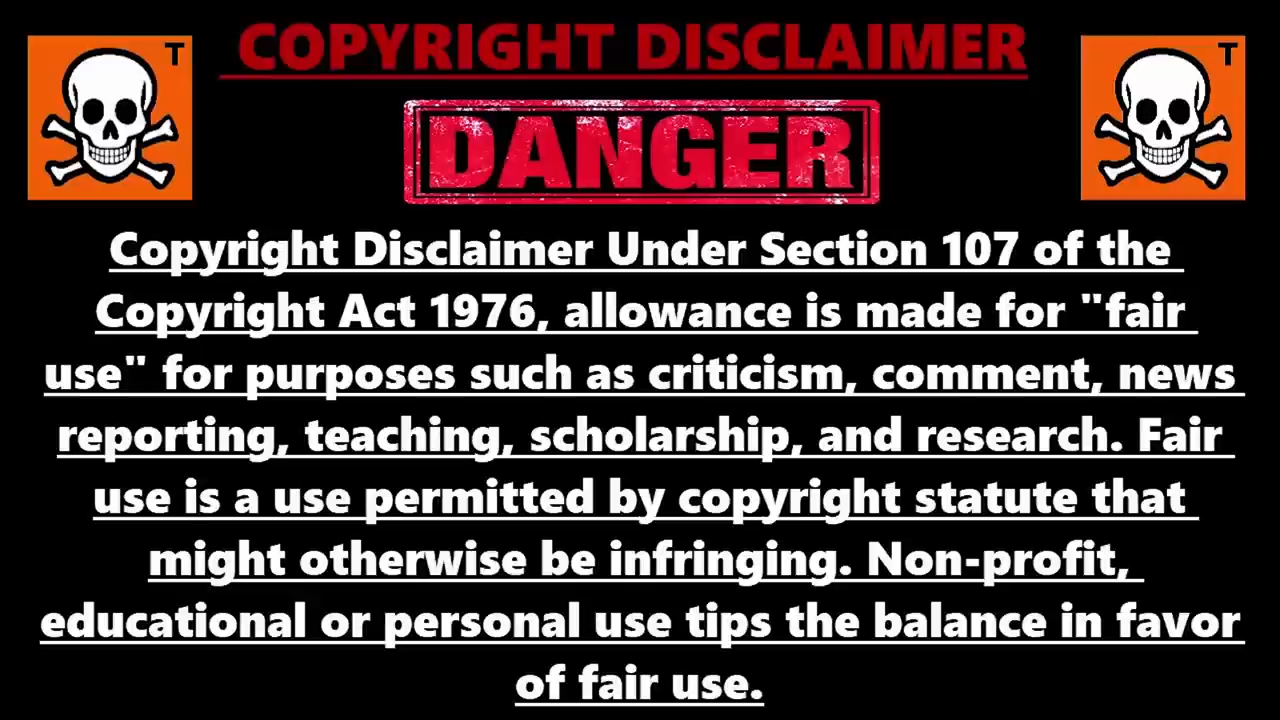 T
COPYRIGHT DISCLAIMER
T
DANGER
Copyright Disclaimer Under Section 107 of the
Copyright Act 1976, allowance is made for "fair
use" for purposes such as criticism, comment, news
reporting, teaching, scholarship, and research. Fair
use is a use permitted by copyright statute that
might otherwise be infringing. Non-profit,
educational or personal use tips the balance in favor
of fair use.